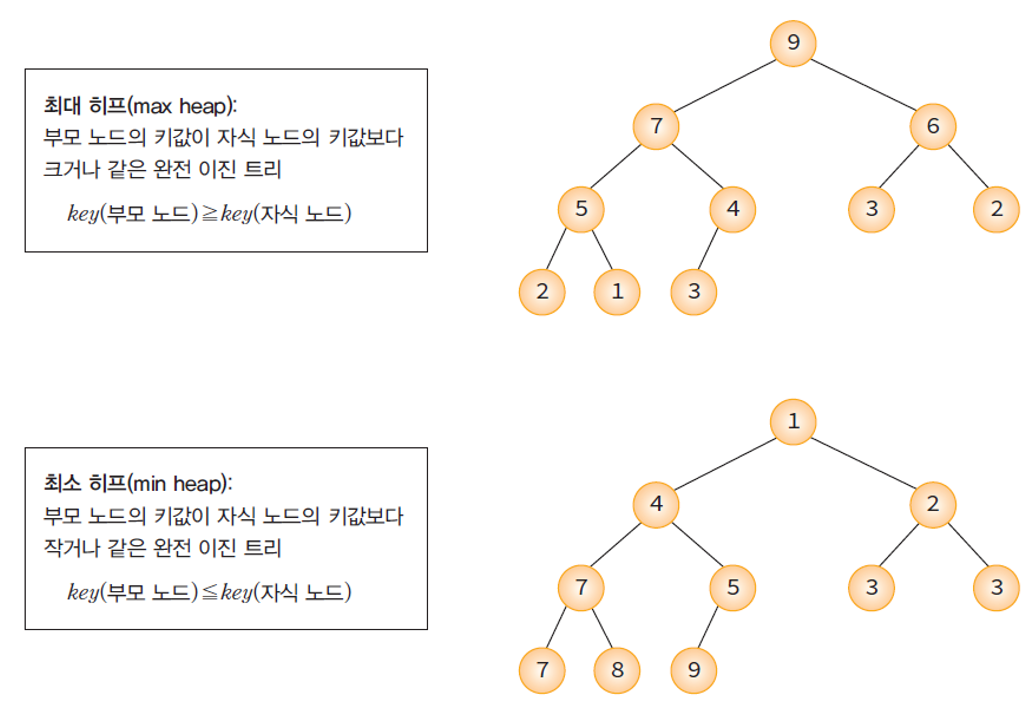 최대 히프(max heap):
부모 노드의 키값이 자식 노드의 키값보다
크거나 같은 완전 이진 트리
key(부모 노드)≧key(자식 노드)
9
7 6
5 4 3 2
2 1 3
최소 히프(min heap):
부모 노드의 키값이 자식 노드의 키값보다
작거나 같은 완전 이진 트리
key(부모 노드)≦key(자식 노드)
1
4 2
7 5 3 3
7 8 9